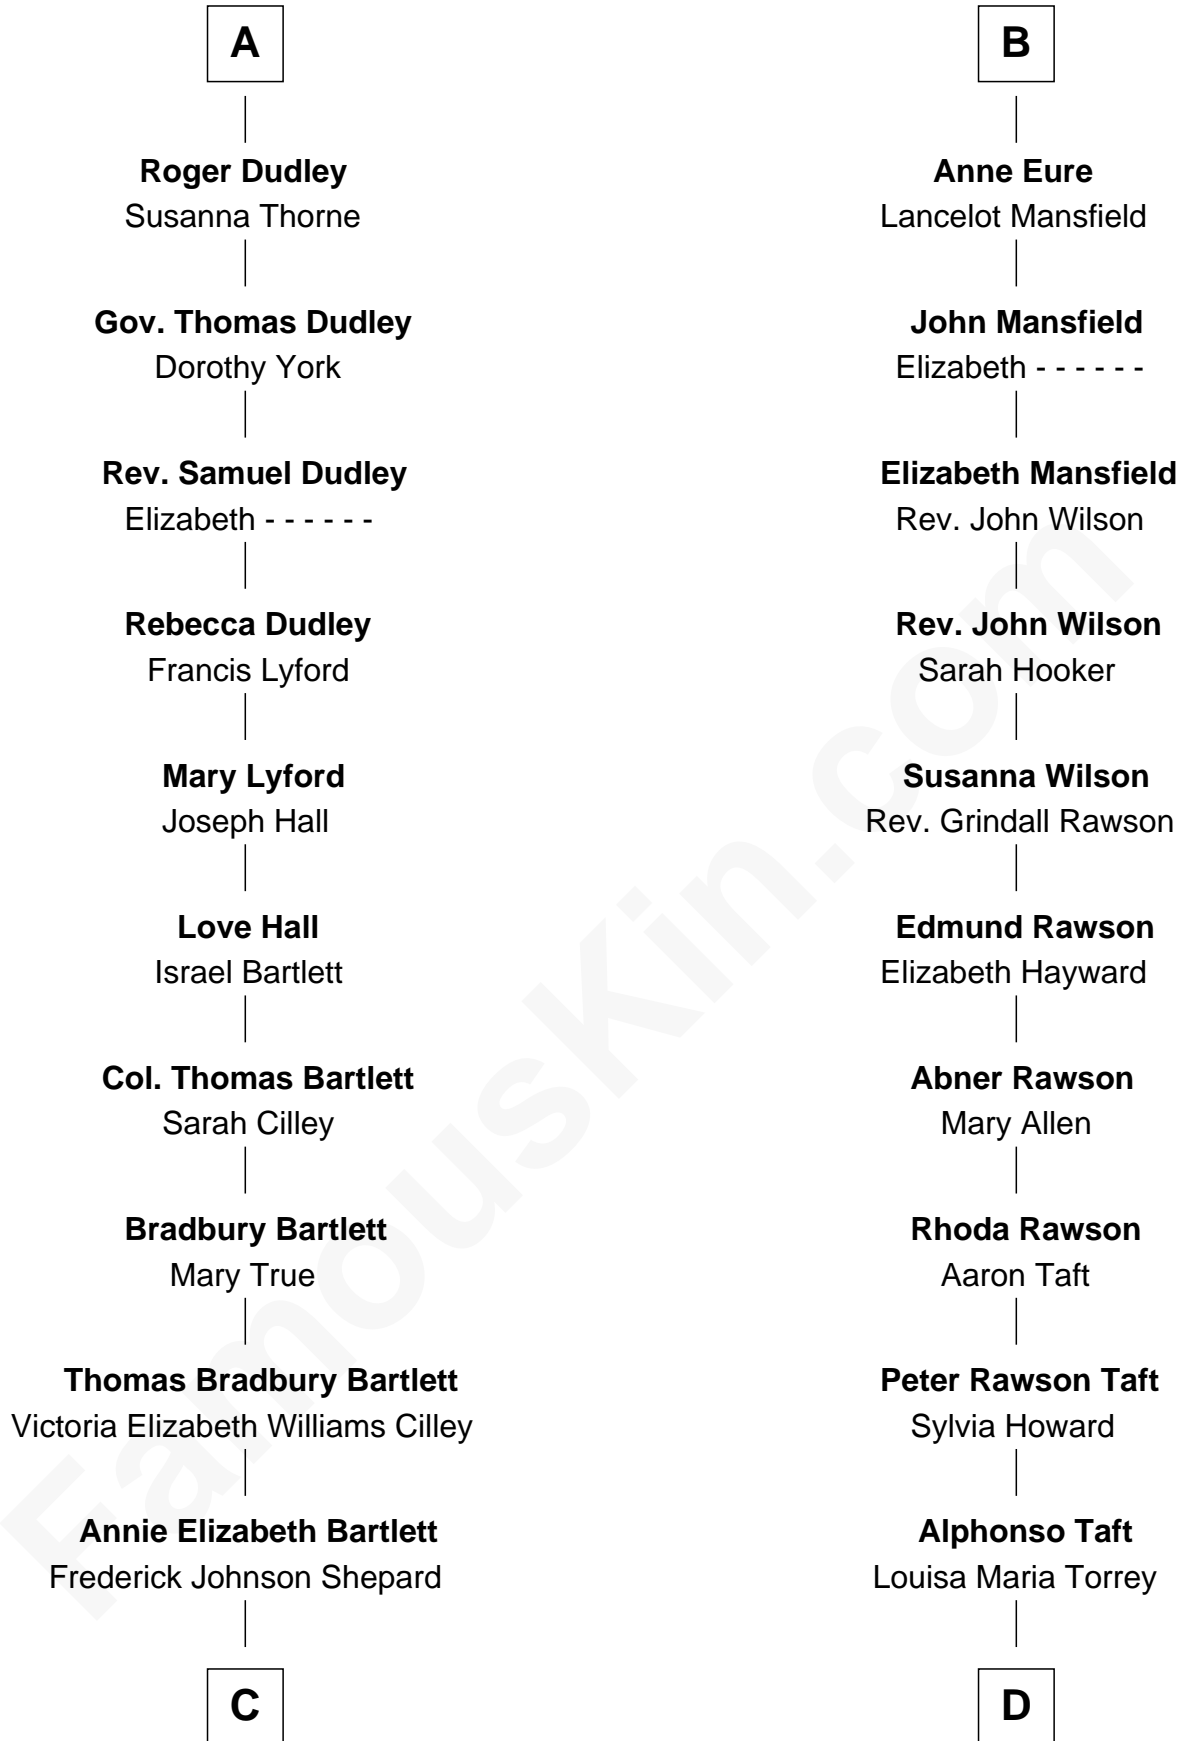 A
Roger Dudley
Susanna Thorne
Gov. Thomas Dudley
Dorothy York
Rev. Samuel Dudley
Elizabeth - - - - - -
Rebecca Dudley
Francis Lyford
Mary Lyford
Joseph Hall
Love Hall
Israel Bartlett
Col. Thomas Bartlett
Sarah Cilley
Bradbury Bartlett
Mary True
Thomas Bradbury Bartlett
Victoria Elizabeth Williams Cilley
Annie Elizabeth Bartlett
Frederick Johnson Shepard
C
B
Anne Eure
Lancelot Mansfield
John Mansfield
Elizabeth - - - - - -
Elizabeth Mansfield
Rev. John Wilson
Rev. John Wilson
Sarah Hooker
Susanna Wilson
Rev. Grindall Rawson
Edmund Rawson
Elizabeth Hayward
Abner Rawson
Mary Allen
Rhoda Rawson
Aaron Taft
Peter Rawson Taft
Sylvia Howard
Alphonso Taft
Louisa Maria Torrey
D
FamousKin.com